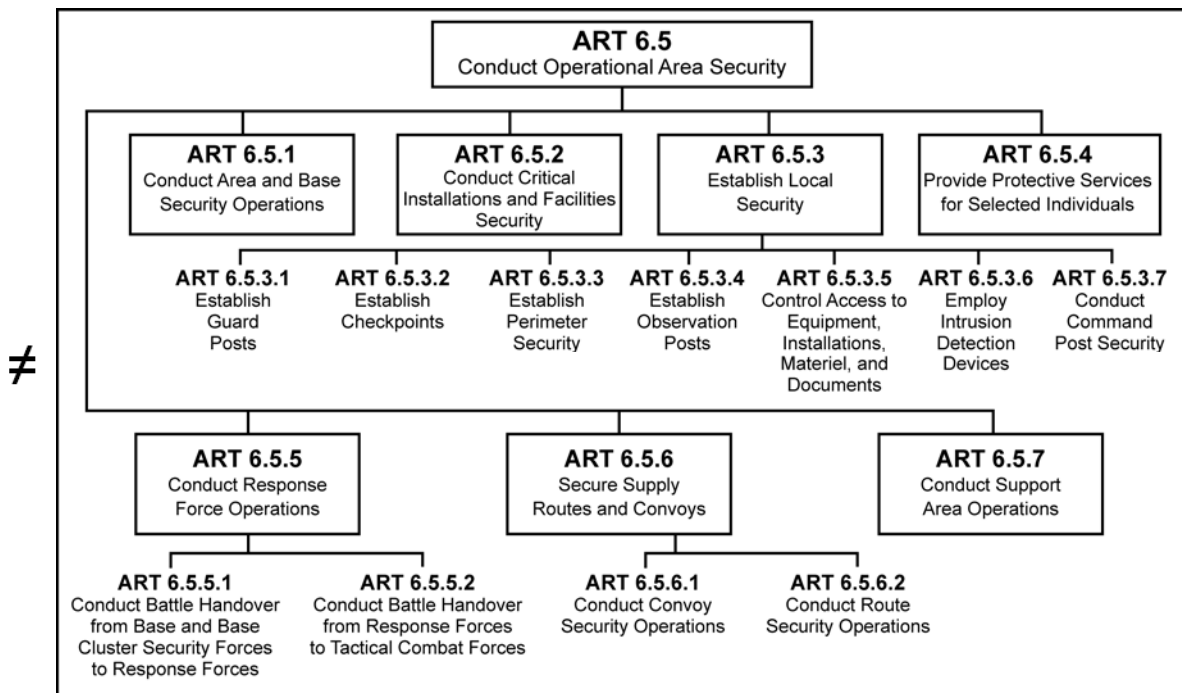 ART 6.5
Conduct Operational Area Security
ART 6.5.1
Conduct Area and Base
Security Operations
ART 6.5.2
Conduct Critical
Installations and Facilities
Security
ART 6.5.3
Establish Local
Security
ART 6.5.4
Provide Protective Services
for Selected Individuals
ART 6.5.3.1
Establish
Guard
Posts
ART 6.5.3.2
Establish
Checkpoints
ART 6.5.3.3
Establish
Perimeter
Security
ART 6.5.3.4
Establish
Observation
Posts
ART 6.5.3.5
Control Access to
Equipment,
Installations,
Materiel, and
Documents
ART 6.5.3.6
Employ
Intrusion
Detection
Devices
ART 6.5.3.7
Conduct
Command
Post Security
≠
ART 6.5.5
Conduct Response
Force Operations
ART 6.5.6
Secure Supply
Routes and Convoys
ART 6.5.7
Conduct Support
Area Operations
ART 6.5.5.1
Conduct Battle Handover
from Base and Base
Cluster Security Forces
to Response Forces
ART 6.5.5.2
Conduct Battle Handover
from Response Forces
to Tactical Combat Forces
ART 6.5.6.1
Conduct Convoy
Security Operations
ART 6.5.6.2
Conduct Route
Security Operations